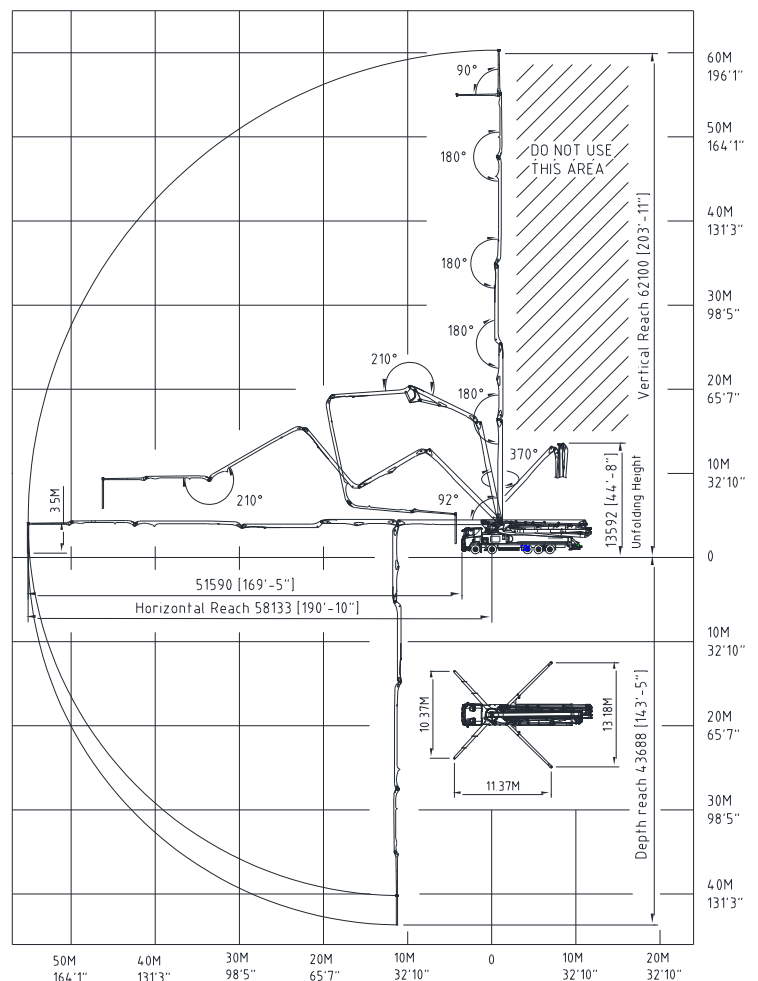 60M
196'1"
90°
50M
164'1"
DO NOT USE
THIS AREA
180°
40M
131'3"
180°
Vertical Reach 62100 [203'-11"]
30M
98'5"
180°
210°
20M
65'7"
180°
370°
10M
32'10"
13592 [44'-8"]
Unfolding Height
3.5M
210°
92°
0
51590 [169'-5"]
Horizontal Reach 58133 [190'-10"]
10M
32'10"
10.37M
13.18M
Depth reach 43688 [143'-5"]
20M
65'7"
11.37M
30M
98'5"
40M
131'3"
50M
40M
30M
20M
10M
0
10M
20M
164'1"
131'3"
98'5"
65'7"
32'10"
32'10"
32'10"